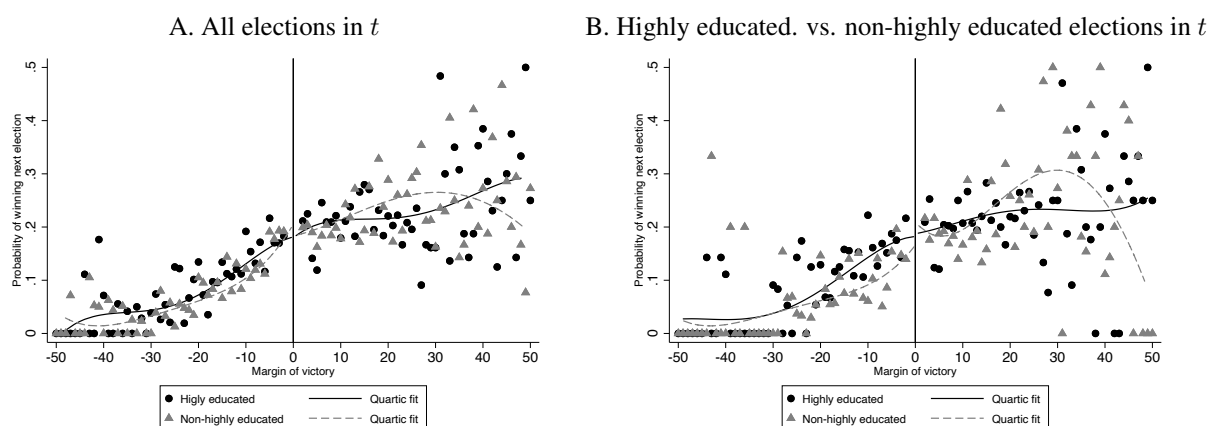 A. All elections in t
Probability of winning next election
.5
.4
.3
.2
.1
0
-50 -40 -30 -20 -10 0 10 20 30 40 50
Margin of victory
Higly educated Quartic fit
Non-highly educated Quartic fit
B. Highly educated. vs. non-highly educated elections in t
Probability of winning next election
.5
.4
.3
.2
.1
0
-50 -40 -30 -20 -10 0 10 20 30 40 50
Margin of victory
Highly educated Quartic fit
Non-highly educated Quartic fit